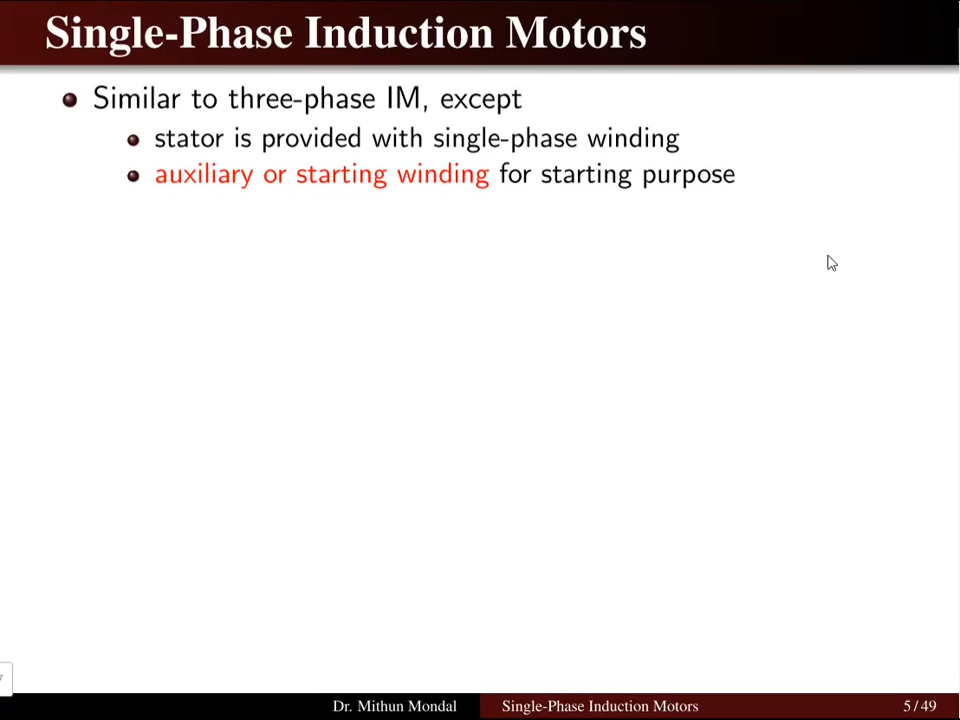 Single-Phase Induction Motors
Similar to three-phase IM, except
stator is provided with single-phase winding
auxiliary or starting winding for starting purpose
Dr. Mithun Mondal
Single-Phase Induction Motors
5 / 49